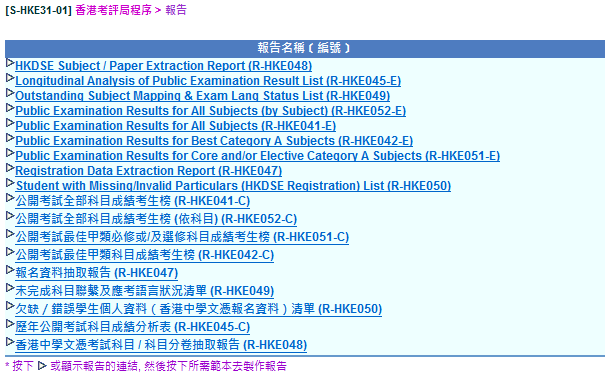 [S-HKE31-01] 香港考評局程序 > 報告
報告名稱 ( 編號 )
HKDSE Subject / Paper Extraction Report (R-HKE048)
Longitudinal Analysis of Public Examination Result List (R-HKE045-E)
Outstanding Subject Mapping & Exam Lang Status List (R-HKE049)
Public Examination Results for All Subjects (by Subject) (R-HKE052-E)
Public Examination Results for All Subjects (R-HKE041-E)
Public Examination Results for Best Category A Subjects (R-HKE042-E)
Public Examination Results for Core and/or Elective Category A Subjects (R-HKE051-E)
Registration Data Extraction Report (R-HKE047)
Student with Missing/Invalid Particulars (HKDSE Registration) List (R-HKE050)
公開考試全部科目成績考生榜 (R-HKE041-C)
公開考試全部科目成績考生榜 (依科目) (R-HKE052-C)
公開考試最佳甲類必修或/及選修科目成績考生榜 (R-HKE051-C)
公開考試最佳甲類科目成績考生榜 (R-HKE042-C)
報名資料抽取報告 (R-HKE047)
未完成科目聯繫及應考語言狀況清單 (R-HKE049)
欠缺 / 錯誤學生個人資料 ( 香港中學文憑報名資料 ) 清單 (R-HKE050)
歷年公開考試科目成績分析表 (R-HKE045-C)
香港中學文憑考試科目 / 科目分卷抽取報告 (R-HKE048)
* 按下 ▷ 或顯示報告的連結, 然後按下所需範本去製作報告